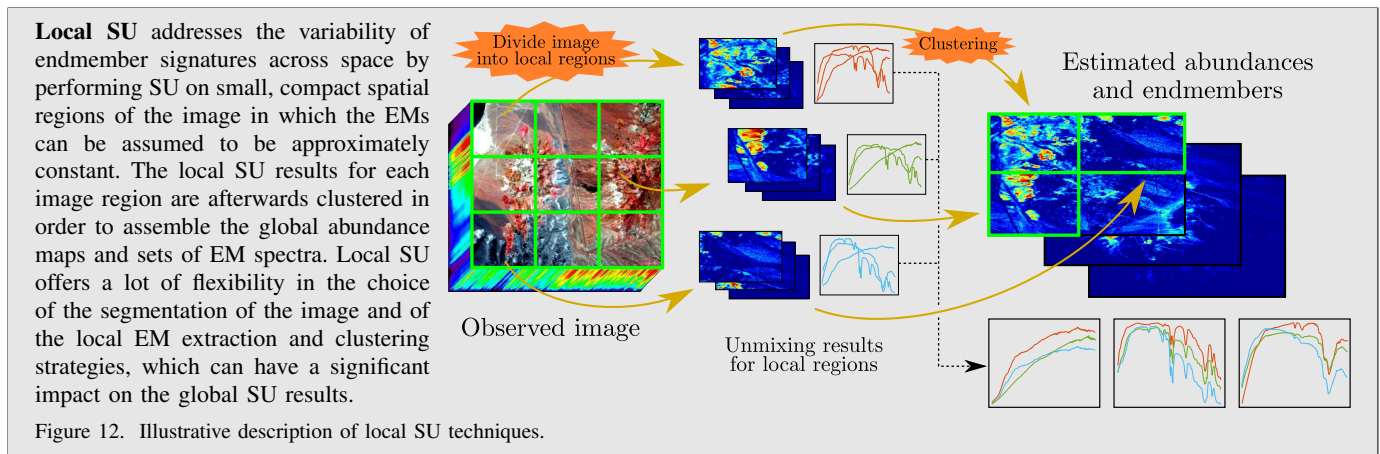 Local SU addresses the variability of
endmember signatures across space by
performing SU on small, compact spatial
regions of the image in which the EMs
can be assumed to be approximately
constant. The local SU results for each
image region are afterwards clustered in
order to assemble the global abundance
maps and sets of EM spectra. Local SU
offers a lot of flexibility in the choice
of the segmentation of the image and of
the local EM extraction and clustering
strategies, which can have a significant
impact on the global SU results.
Divide image
into local regions
Clustering
Estimated abundances
and endmembers
Observed image
Unmixing results
for local regions
Figure 12. Illustrative description of local SU techniques.